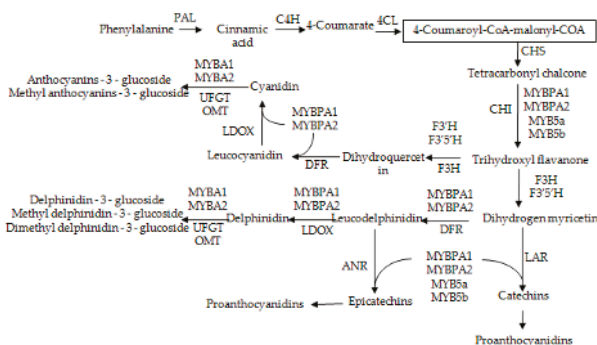 Phenylalanine
PAL
Cinnamic
acid
C4H
4-Coumarate
4CL
4-Coumaroyl-CoA-malonyl-COA
CHS
Tetracarbonyl chalcone
CHI
MYBPA1
MYBPA2
MYB5a
MYB5b
Trihydroxyl flavanone
F3'H
F3'5'H
F3H
Dihydroquercet
in
DFR
Leucocyanidin
LDOX
MYBPA1
MYBPA2
Cyanidin
MYBA1
MYBA2
UFGT
OMT
Anthocyanins-3-glucoside
Methyl anthocyanins-3-glucoside
F3H
F3'5'H
Dihydrogen myricetin
MYBPA1
MYBPA2
DFR
Leucodelphinidin
MYBPA1
MYBPA2
LDOX
Delphinidin
MYBA1
MYBA2
UFGT
OMT
Delphinidin-3-glucoside
Methyl delphinidin-3-glucoside
Dimethyl delphinidin-3-glucoside
ANR
MYBPA1
MYBPA2
MYB5a
MYB5b
LAR
Epicatechins
Proanthocyanidins
Catechins
Proanthocyanidins